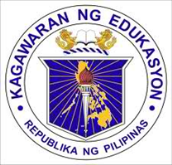 KAGAWARAN NG EDUKASYON
REPUBLIKA NG PILIPINAS